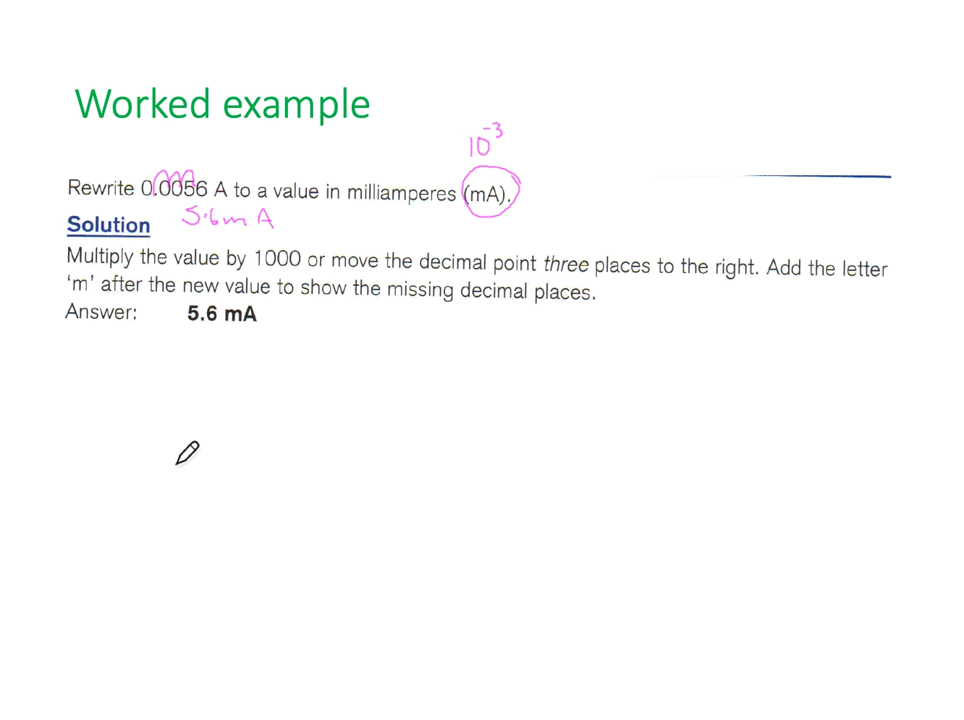 Worked example
10⁻³
Rewrite 0.0056 A to a value in milliamperes (mA).
5.6m A
Solution
Multiply the value by 1000 or move the decimal point three places to the right. Add the letter
‘m’ after the new value to show the missing decimal places.
Answer: 5.6 mA